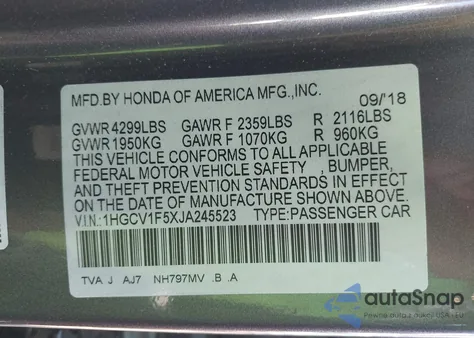 MFD.BY HONDA OF AMERICA MFG.,INC.
09/'18
GVWR 4299LBS GAWR F 2359LBS R 2116LBS
GVWR 1950KG GAWR F 1070KG R 960KG
THIS VEHICLE CONFORMS TO ALL APPLICABLE
FEDERAL MOTOR VEHICLE SAFETY , BUMPER,
AND THEFT PREVENTION STANDARDS IN EFFECT
ON THE DATE OF MANUFACTURE SHOWN ABOVE.
V.I.N.:1HGCV1F5XJA245523 TYPE:PASSENGER CAR
TVA J AJ7 NH797MV .B .A
autoSnap